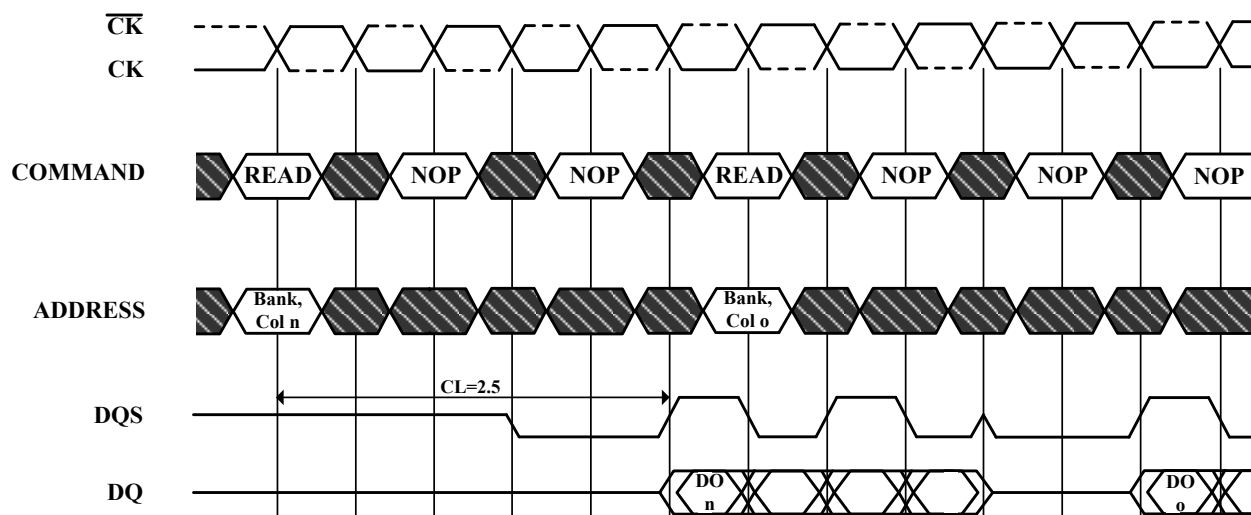 CK
CK
COMMAND READ NOP NOP READ NOP NOP NOP
ADDRESS Bank, Col n Bank, Col o
CL=2.5
DQS
DQ DO n DO o